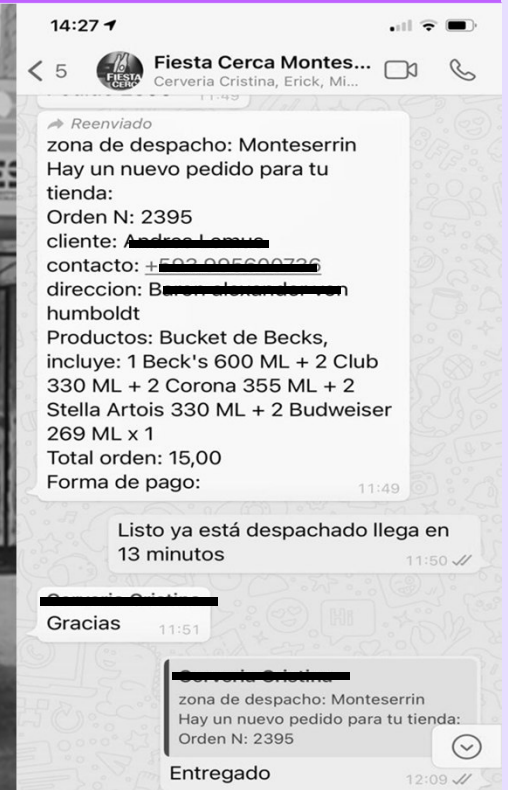 14:27
5
Fiesta Cerca Montes...
Cerveria Cristina, Erick, Mi...
FIESTA
CERC
11:49
Reenviado
zona de despacho: Monteserrin
Hay un nuevo pedido para tu
tienda:
Orden N: 2395
cliente:
contacto:
direccion:
humboldt
Productos: Bucket de Becks,
incluye: 1 Beck's 600 ML + 2 Club
330 ML + 2 Corona 355 ML + 2
Stella Artois 330 ML + 2 Budweiser
269 ML x 1
Total orden: 15,00
Forma de pago:
11:49
Listo ya está despachado llega en
13 minutos
11:50
Gracias
11:51
zona de despacho: Monteserrin
Hay un nuevo pedido para tu tienda:
Orden N: 2395
Entregado
12:09